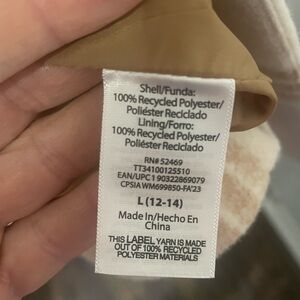 Shell/Funda:
100% Recycled Polyester/
Poliéster Reciclado
Lining/Forro:
100% Recycled Polyester/
Poliéster Reciclado
RN# 52469
TT34100125510
EAN/UPC 190322869079
CPSIA WM699850-FA'23
L (12-14)
Made In/Hecho En
China
THIS LABEL YARN IS MADE
OUT OF 100% RECYCLED
POLYESTER MATERIALS